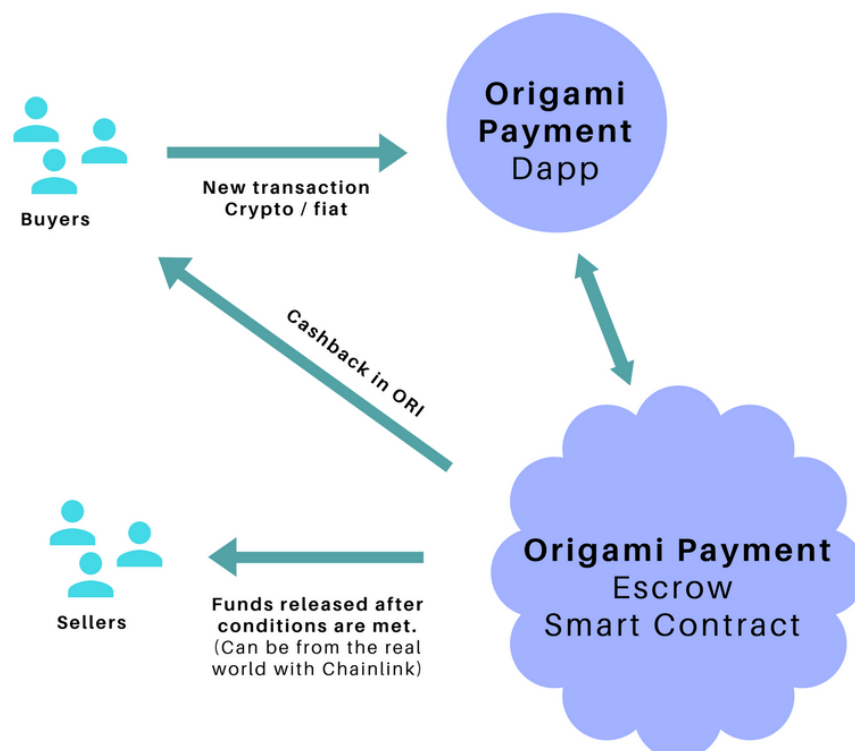 Origami
Payment
Dapp
Buyers
New transaction
Crypto / fiat
Cashback in ORI
Sellers
Funds released after
conditions are met.
(Can be from the real
world with Chainlink)
Origami Payment
Escrow
Smart Contract